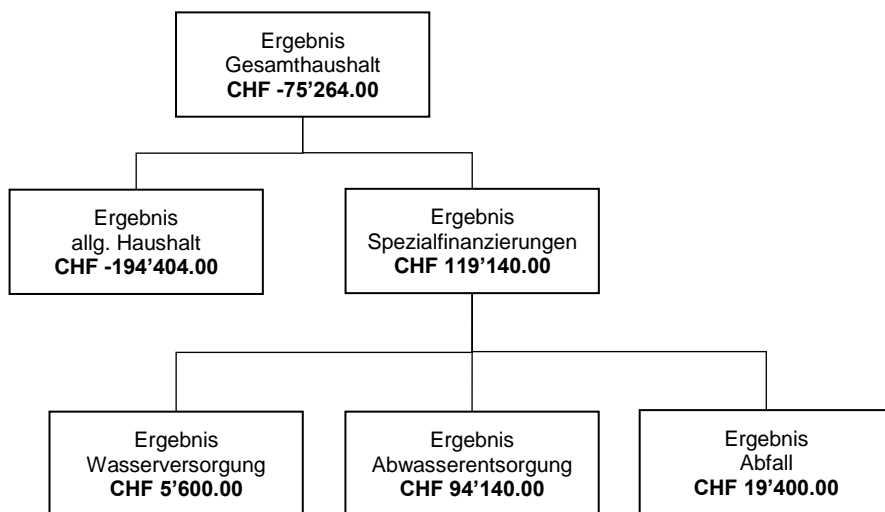 Ergebnis
Gesamthaushalt
CHF -75’264.00
Ergebnis
allg. Haushalt
CHF -194’404.00
Ergebnis
Spezialfinanzierungen
CHF 119’140.00
Ergebnis
Wasserversorgung
CHF 5’600.00
Ergebnis
Abwasserentsorgung
CHF 94’140.00
Ergebnis
Abfall
CHF 19’400.00